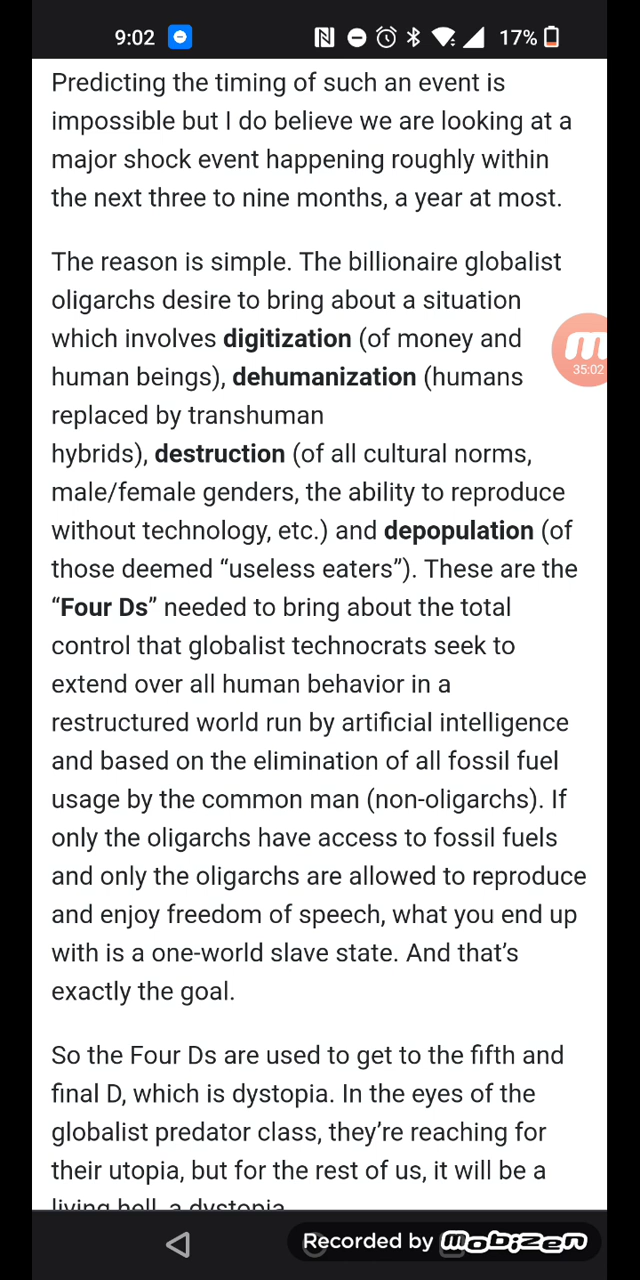 9:02 17%
Predicting the timing of such an event is
impossible but I do believe we are looking at a
major shock event happening roughly within
the next three to nine months, a year at most.
The reason is simple. The billionaire globalist
oligarchs desire to bring about a situation
which involves digitization (of money and
human beings), dehumanization (humans
replaced by transhuman
hybrids), destruction (of all cultural norms,
male/female genders, the ability to reproduce
without technology, etc.) and depopulation (of
those deemed “useless eaters”). These are the
“Four Ds” needed to bring about the total
control that globalist technocrats seek to
extend over all human behavior in a
restructured world run by artificial intelligence
and based on the elimination of all fossil fuel
usage by the common man (non-oligarchs). If
only the oligarchs have access to fossil fuels
and only the oligarchs are allowed to reproduce
and enjoy freedom of speech, what you end up
with is a one-world slave state. And that’s
exactly the goal.
So the Four Ds are used to get to the fifth and
final D, which is dystopia. In the eyes of the
globalist predator class, they’re reaching for
their utopia, but for the rest of us, it will be a
living hell, a dystopia
m
35:02
Recorded by Mobizen